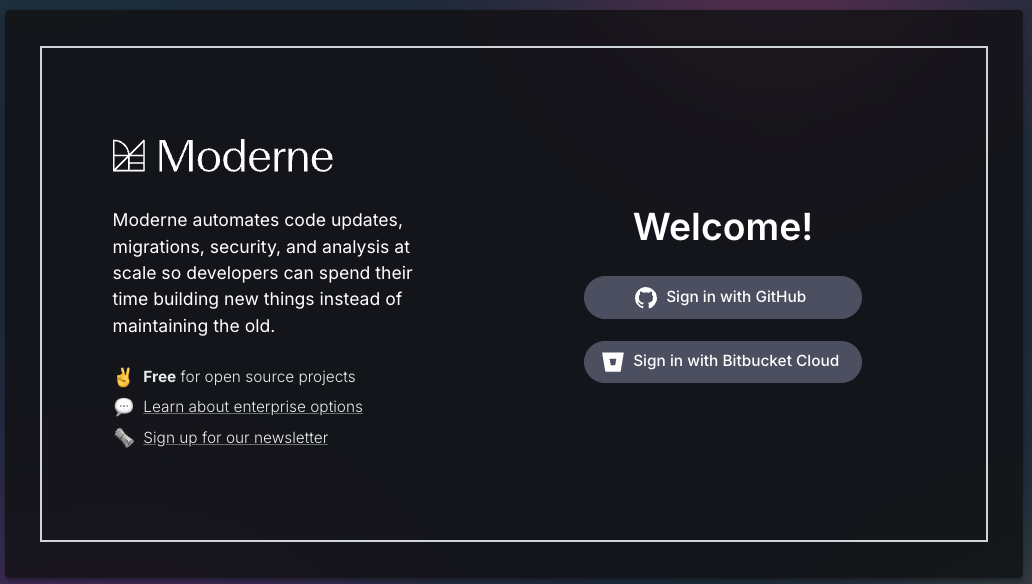 Moderne
Moderne automates code updates,
migrations, security, and analysis at
scale so developers can spend their
time building new things instead of
maintaining the old.
Free for open source projects
Learn about enterprise options
Sign up for our newsletter
Welcome!
Sign in with GitHub
Sign in with Bitbucket Cloud